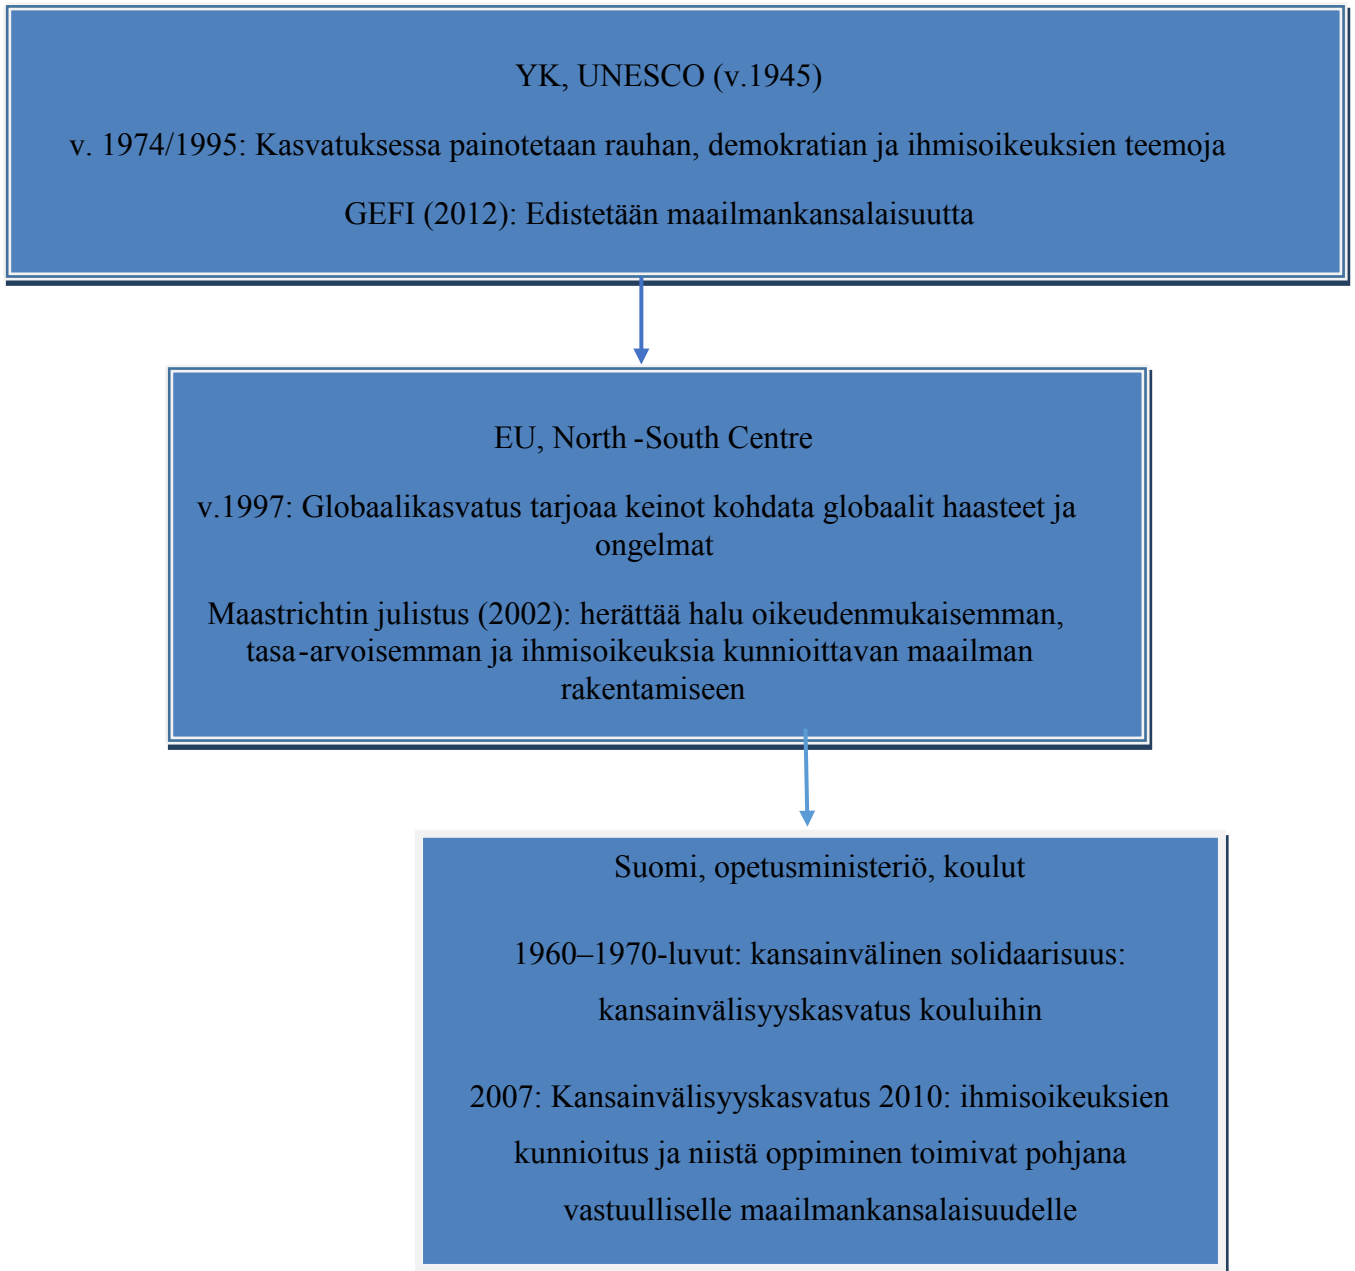 YK, UNESCO (v.1945)
v. 1974/1995: Kasvatuksessa painotetaan rauhan, demokratian ja ihmisoikeuksien teemoja
GEFI (2012): Edistetään maailmankansalaisuutta
EU, North -South Centre
v.1997: Globaalikasvatus tarjoaa keinot kohdata globaalit haasteet ja
ongelmat
Maastrichtin julistus (2002): herättää halu oikeudenmukaisemman,
tasa-arvoisemman ja ihmisoikeuksia kunnioittavan maailman
rakentamiseen
Suomi, opetusministeriö, koulut
1960–1970-luvut: kansainvälinen solidaarisuus:
kansainvälisyyskasvatus kouluihin
2007: Kansainvälisyyskasvatus 2010: ihmisoikeuksien
kunnioitus ja niistä oppiminen toimivat pohjana
vastuulliselle maailmankansalaisuudelle